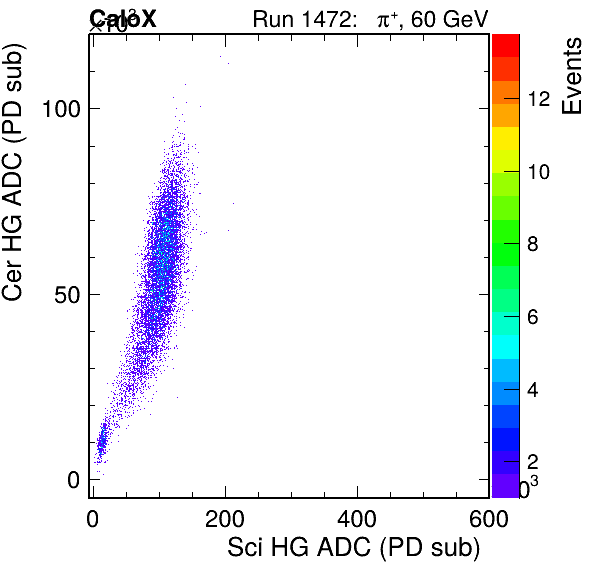 CaloX Run 1472: π⁺, 60 GeV
×10³
Cer HG ADC (PD sub)
100
50
0
0 200 400 600
Sci HG ADC (PD sub)
Events
12
10
8
6
4
2
0³